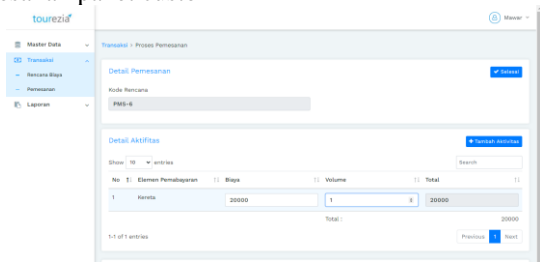 tourezia
Mawar
Master Data
Transaksi
Rencana Biaya
Pemesanan
Laporan
Transaksi / Proses Pemesanan
Detail Pemesanan
Selesai
Kode Rencana
PMS-6
Detail Aktifitas
+ Tambah Aktivitas
Show 10 entries
Search
No Elemen Pemabayaran Biaya Volume Total
1 Kereta 20000 1 20000
Total : 20000
1-1 of 1 entries
Previous 1 Next